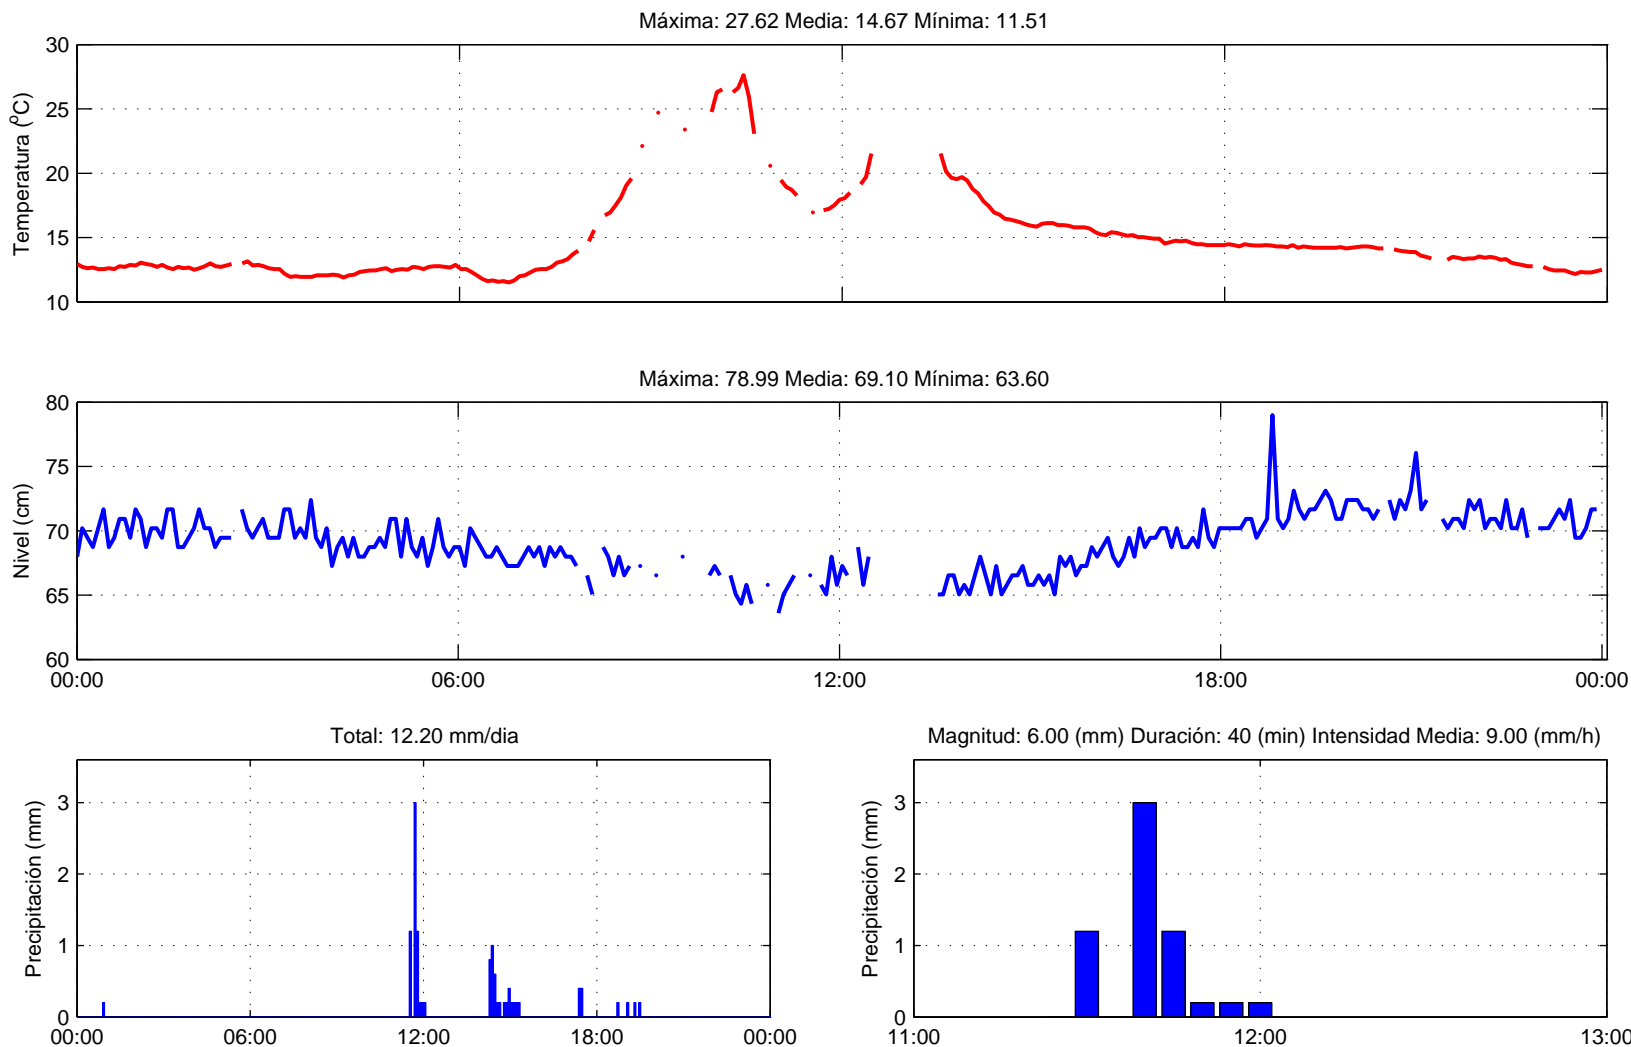 Máxima: 27.62 Media: 14.67 Mínima: 11.51
30
25
20
15
10
Temperatura (ºC)
Máxima: 78.99 Media: 69.10 Mínima: 63.60
80
75
70
65
60
Nivel (cm)
00:00 06:00 12:00 18:00 00:00
Total: 12.20 mm/dia
3
2
1
0
Precipitación (mm)
00:00 06:00 12:00 18:00 00:00
Magnitud: 6.00 (mm) Duración: 40 (min) Intensidad Media: 9.00 (mm/h)
3
2
1
0
Precipitación (mm)
11:00 12:00 13:00